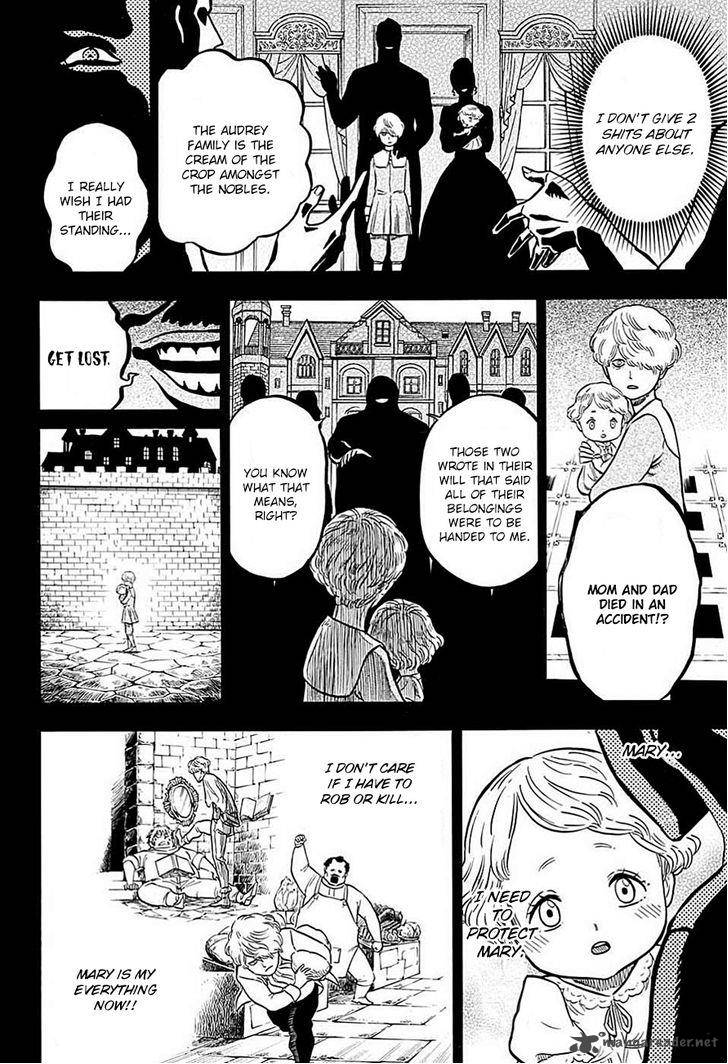 I DON'T GIVE 2
SHITS ABOUT
ANYONE ELSE.
THE AUDREY
FAMILY IS THE
CREAM OF THE
CROP AMONGST
THE NOBLES.
I REALLY
WISH I HAD
THEIR
STANDING...
MOM AND DAD
DIED IN AN
ACCIDENT!?
THOSE TWO
WROTE IN THEIR
WILL THAT SAID
ALL OF THEIR
BELONGINGS
WERE TO BE
HANDED TO ME.
YOU KNOW
WHAT THAT
MEANS,
RIGHT?
GET LOST.
MARY...
I NEED
TO
PROTECT
MARY.
I DON'T CARE
IF I HAVE TO
ROB OR KILL...
MARY IS MY
EVERYTHING
NOW!!